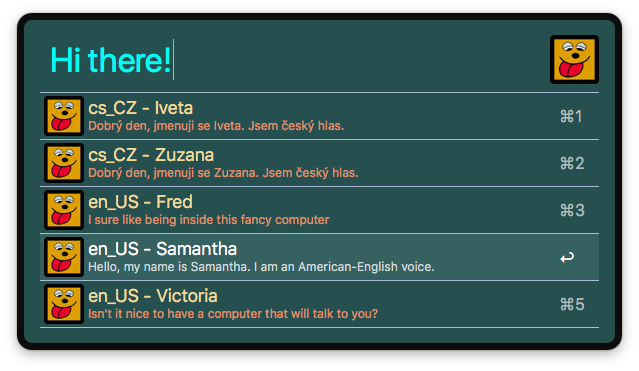 Hi there!
cs_CZ - Iveta
Dobrý den, jmenuji se Iveta. Jsem český hlas.
⌘1
cs_CZ - Zuzana
Dobrý den, jmenuji se Zuzana. Jsem český hlas.
⌘2
en_US - Fred
I sure like being inside this fancy computer
⌘3
en_US - Samantha
Hello, my name is Samantha. I am an American-English voice.
↩
en_US - Victoria
Isn't it nice to have a computer that will talk to you?
⌘5